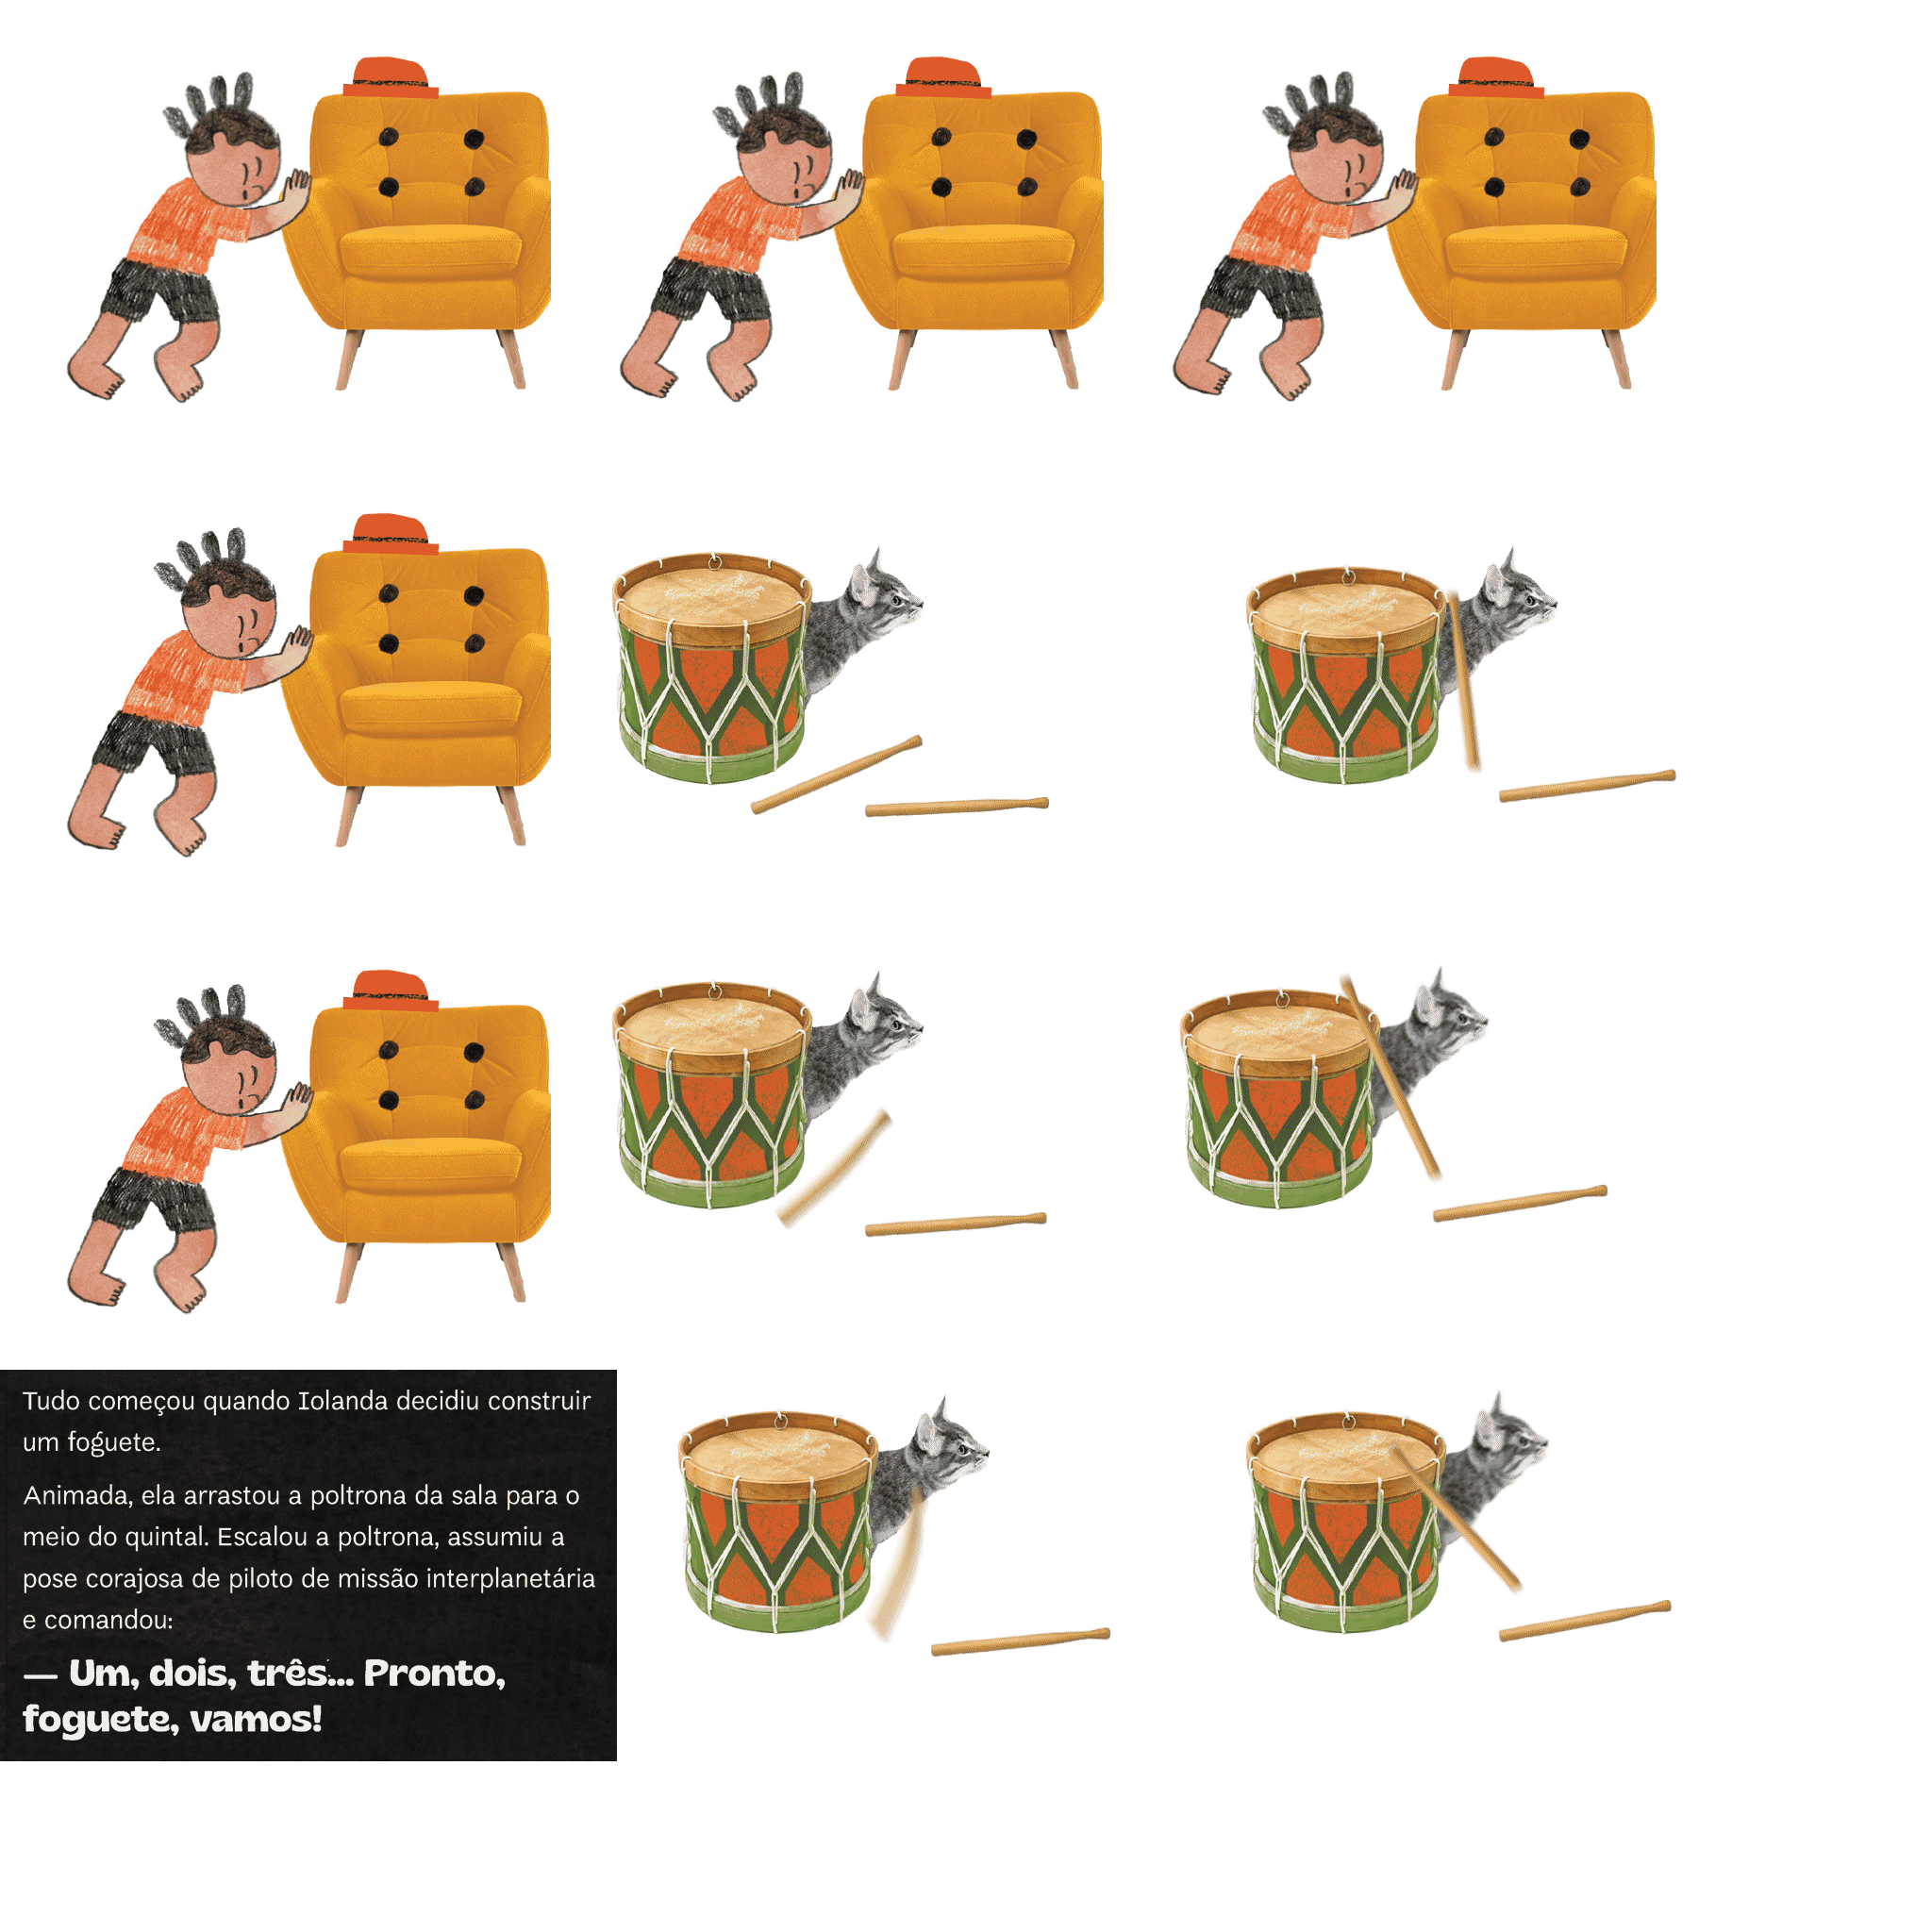 Tudo começou quando Iolanda decidiu construir
um foguete.
Animada, ela arrastou a poltrona da sala para o
meio do quintal. Escalou a poltrona, assumiu a
pose corajosa de piloto de missão interplanetária
e comandou:
— Um, dois, três... Pronto,
foguete, vamos!